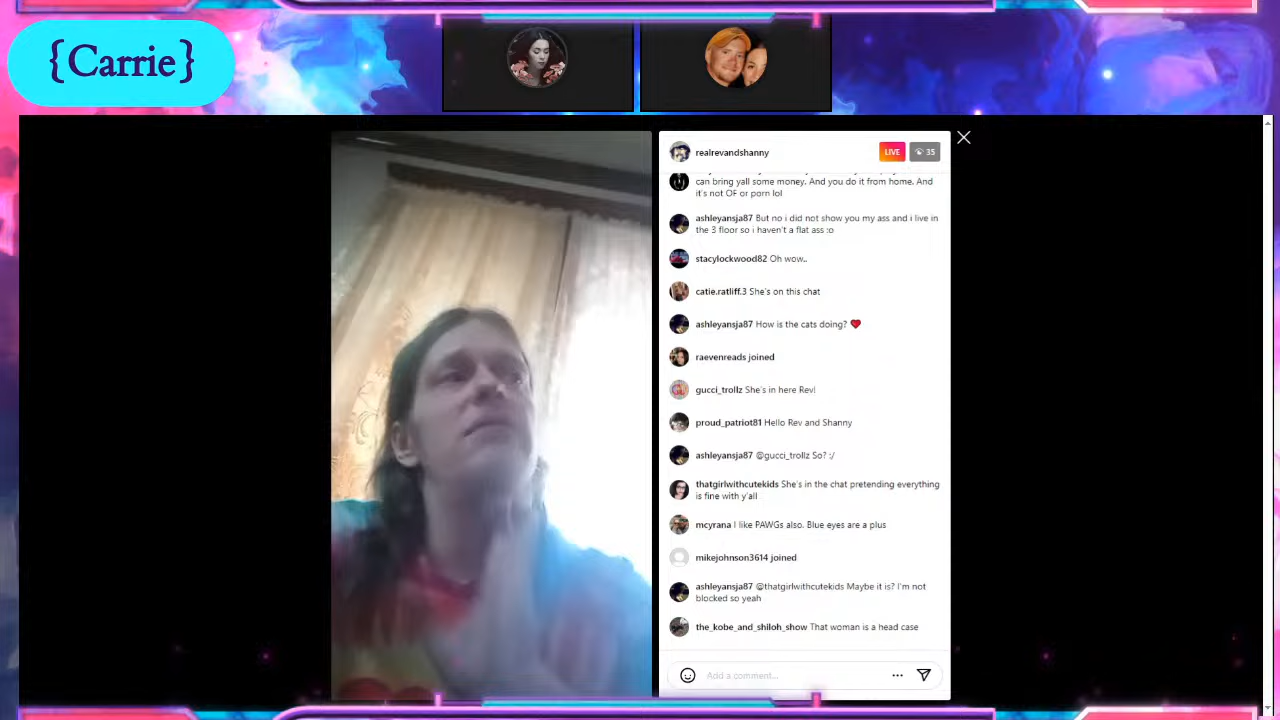 {Carrie}
realrevandshanny
LIVE
35
can bring yall some money. And you do it from home. And
it's not OF or porn lol
ashleyansja87 But no i did not show you my ass and i live in
the 3 floor so i haven't a flat ass :o
stacylockwood82 Oh wow..
catie.ratliff.3 She's on this chat
ashleyansja87 How is the cats doing? ❤️
raevenreads joined
gucci_trollz She's in here Rev!
proud_patriot81 Hello Rev and Shanny
ashleyansja87 @gucci_trollz So? :/
thatgirlwithcutekids She's in the chat pretending everything
is fine with y'all
mcyrana I like PAWGs also. Blue eyes are a plus
mikejohnson3614 joined
ashleyansja87 @thatgirlwithcutekids Maybe it is? I'm not
blocked so yeah
the_kobe_and_shiloh_show That woman is a head case
Add a comment...